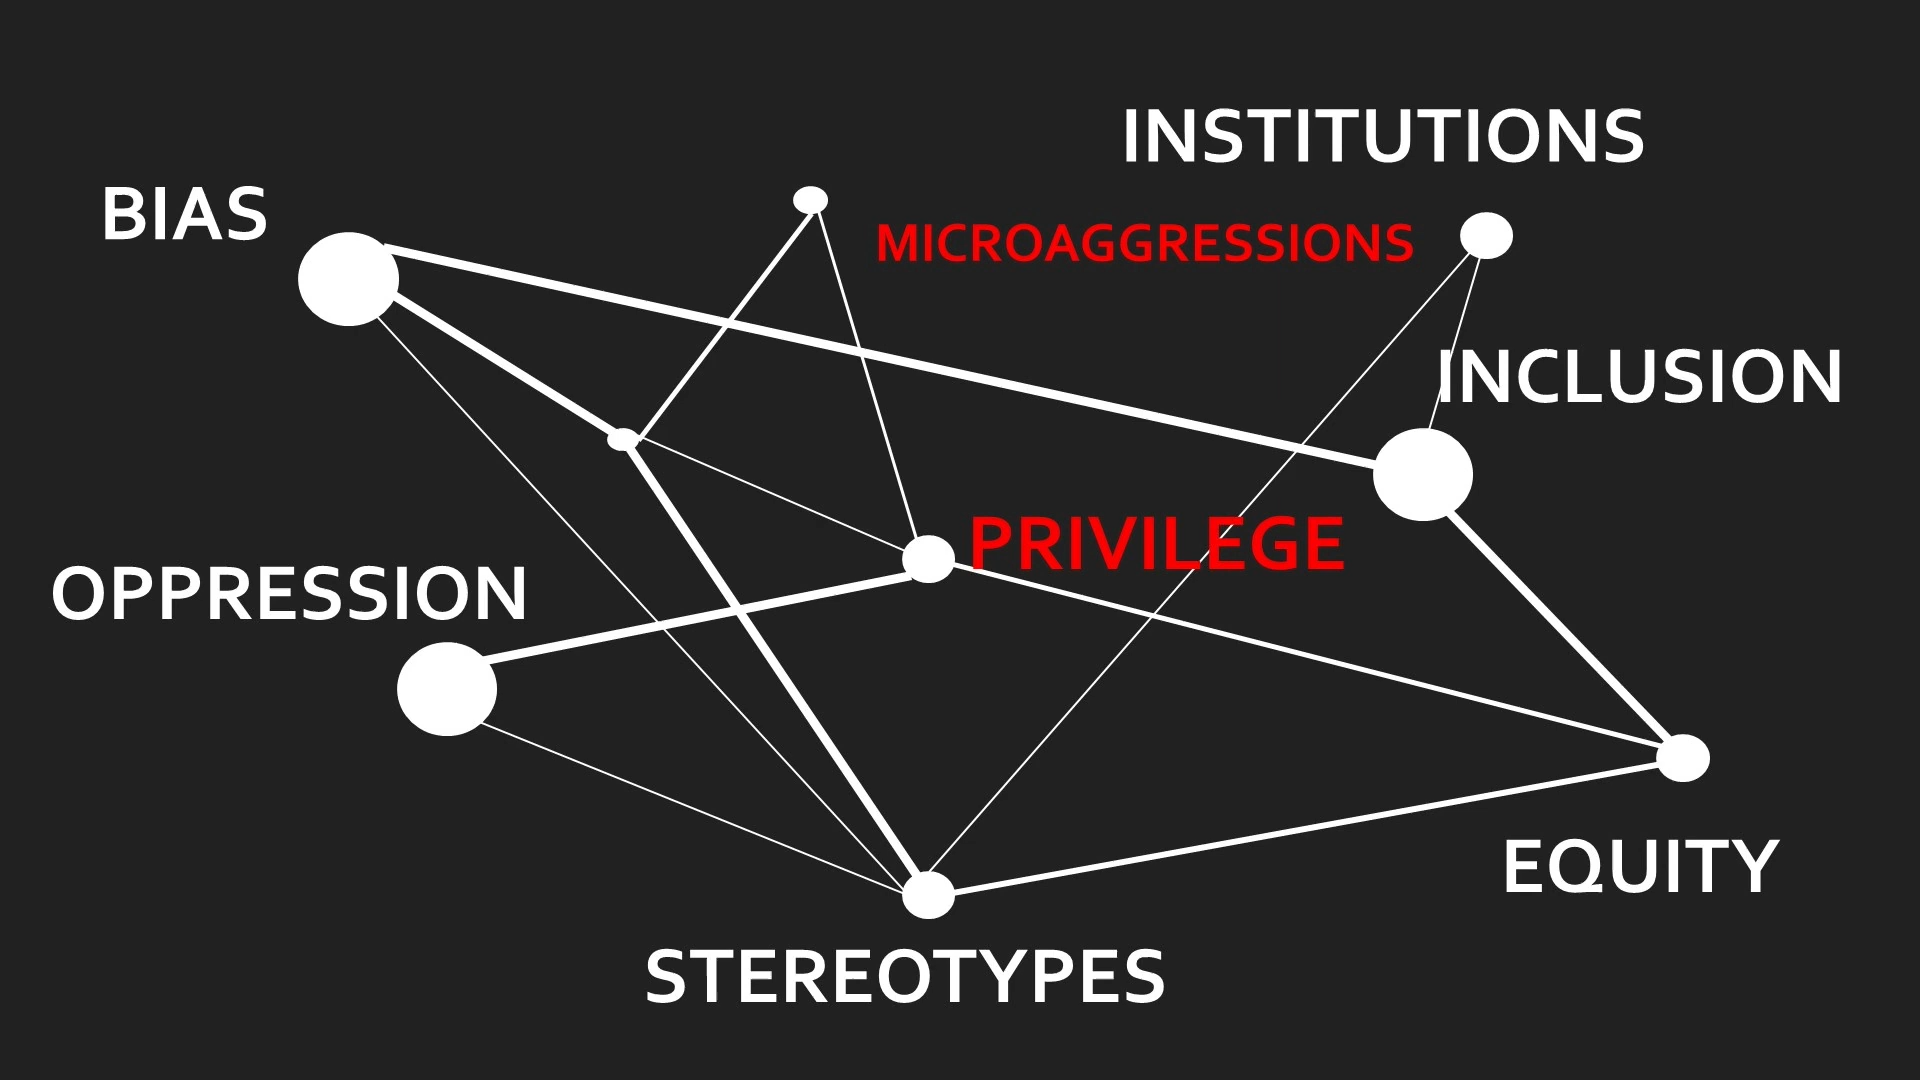 INSTITUTIONS
BIAS
MICROAGGRESSIONS
INCLUSION
PRIVILEGE
OPPRESSION
EQUITY
STEREOTYPES